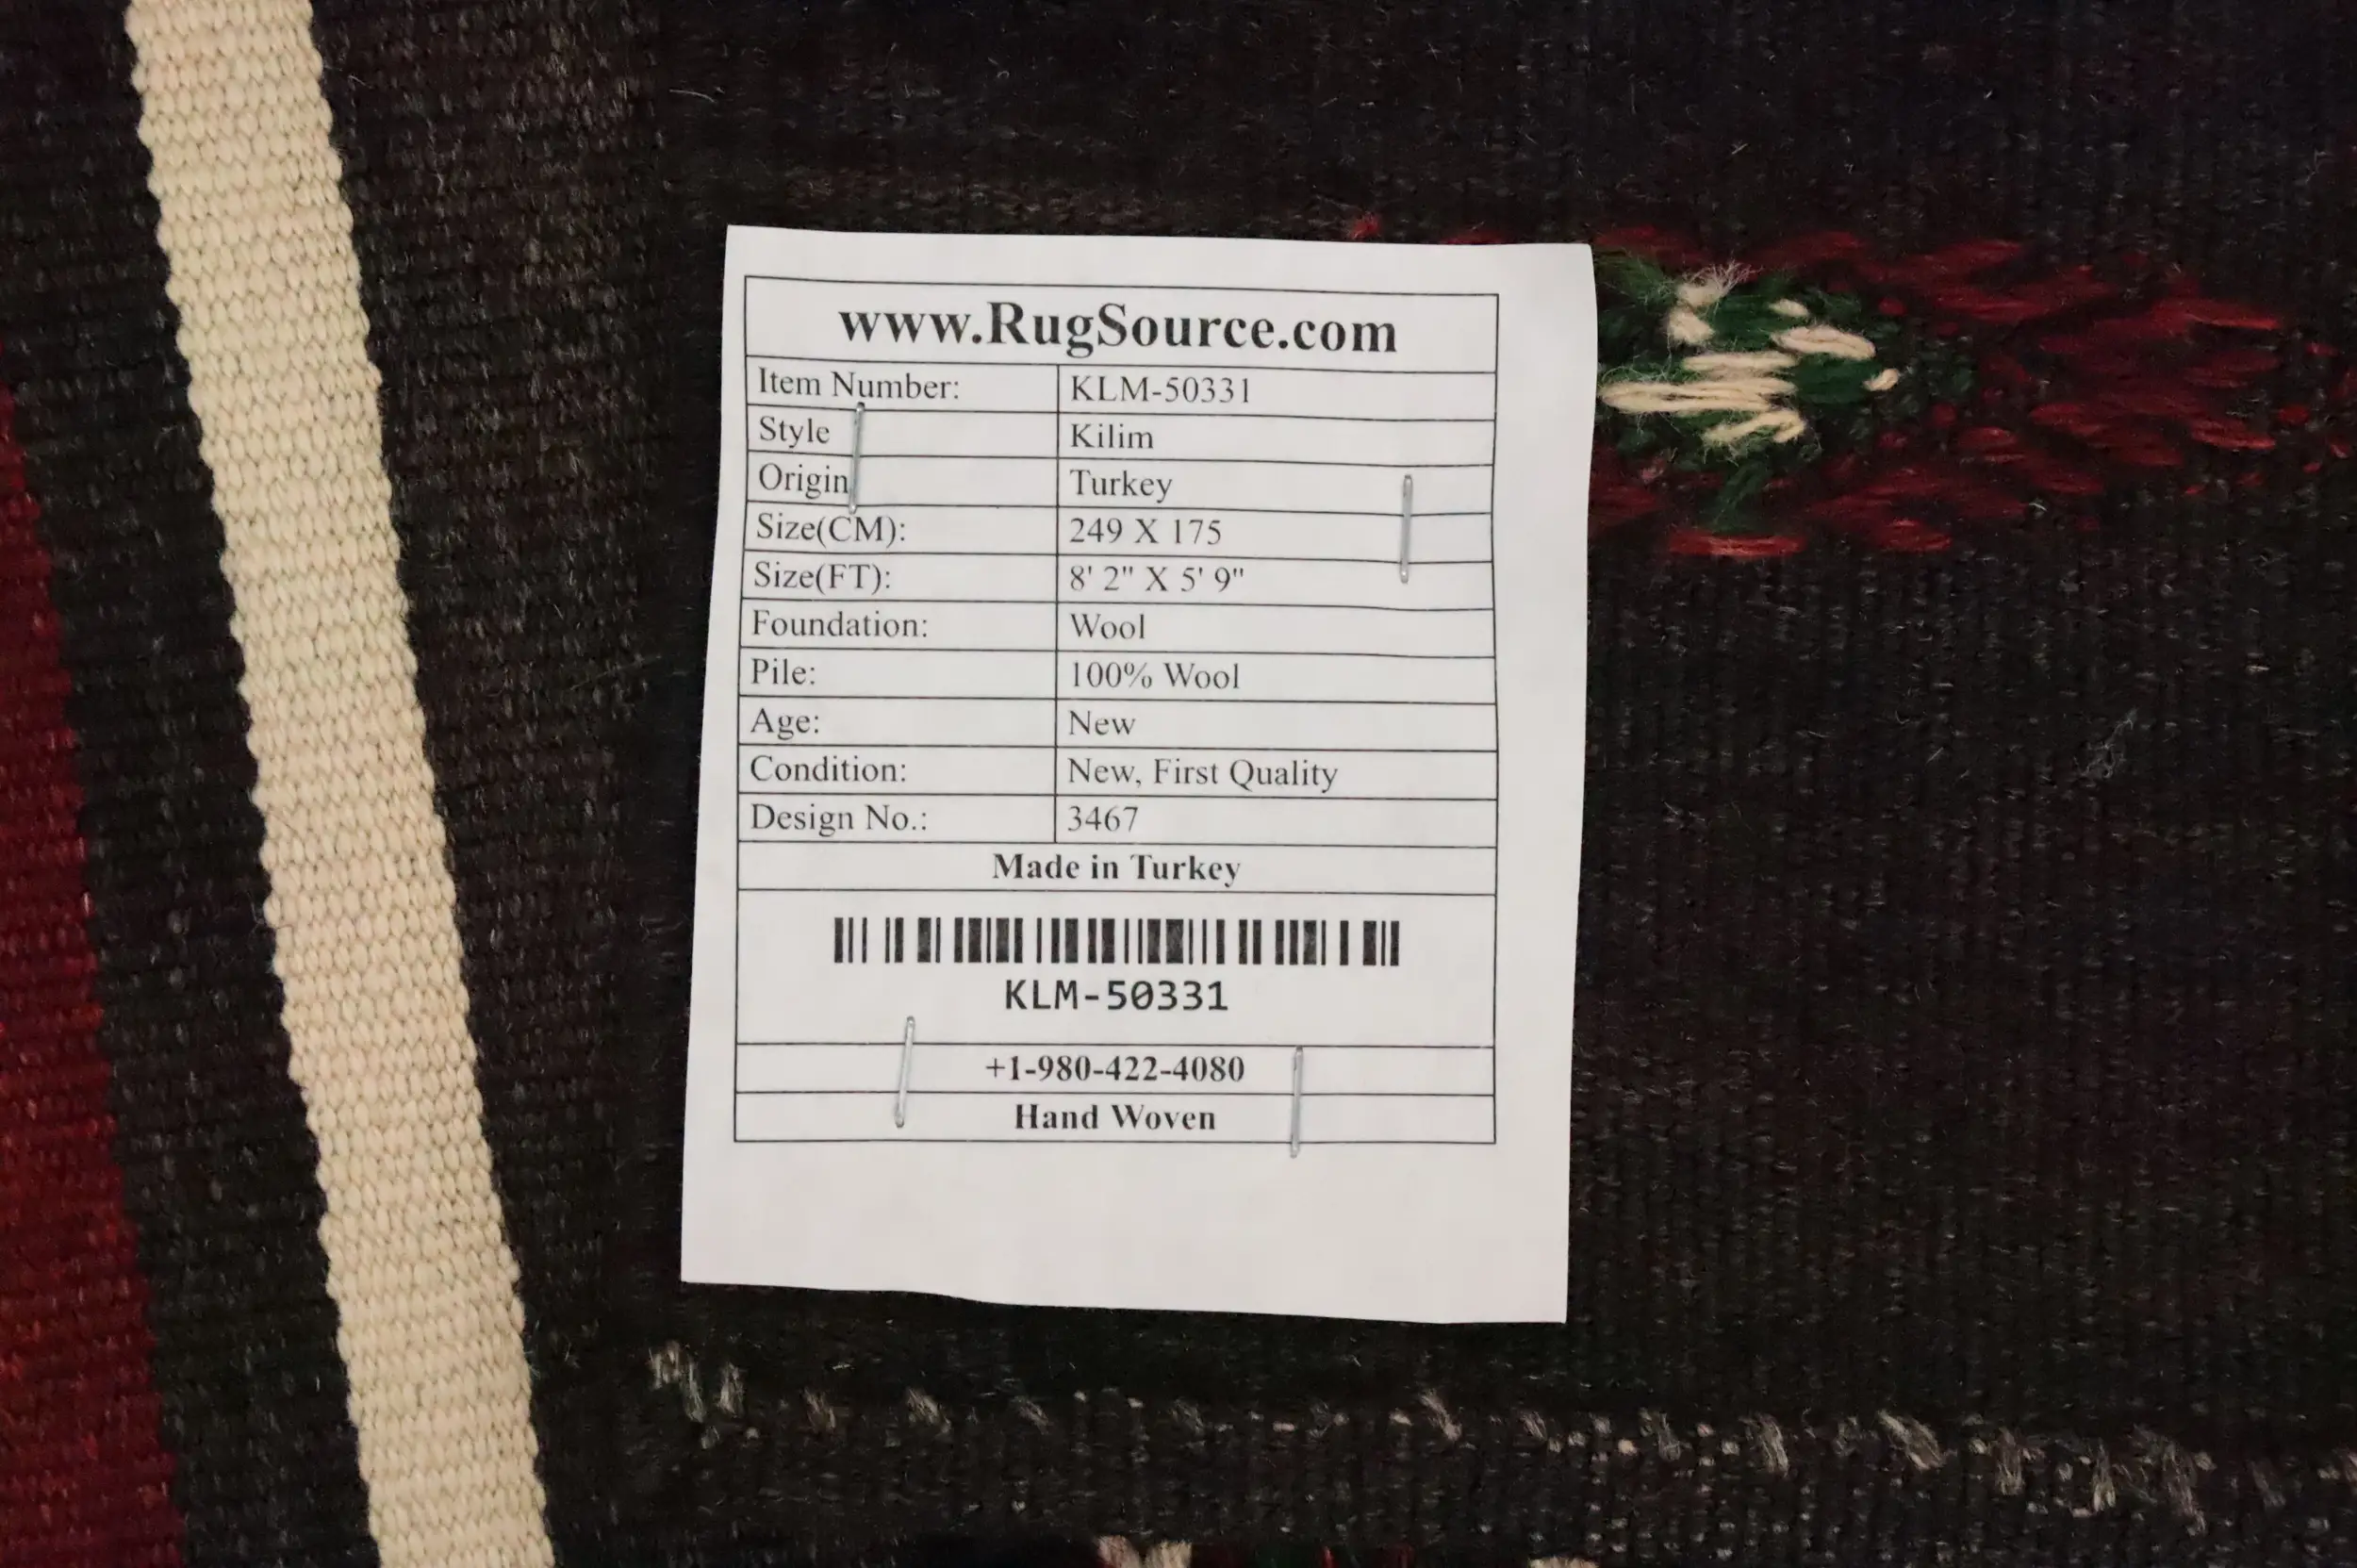 www.RugSource.com
Item Number: KLM-50331
Style Kilim
Origin Turkey
Size(CM): 249 X 175
Size(FT): 8' 2" X 5' 9"
Foundation: Wool
Pile: 100% Wool
Age: New
Condition: New, First Quality
Design No.: 3467
Made in Turkey
KLM-50331
+1-980-422-4080
Hand Woven